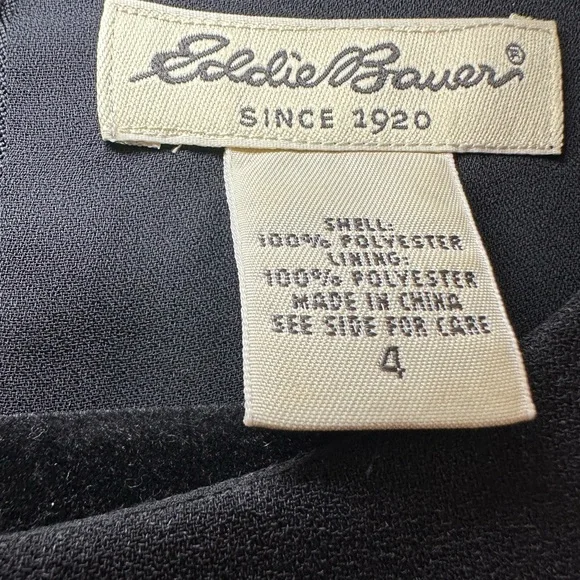 Eddie Bauer®
SINCE 1920
SHELL:
100% POLYESTER
LINING:
100% POLYESTER
MADE IN CHINA
SEE SIDE FOR CARE
4